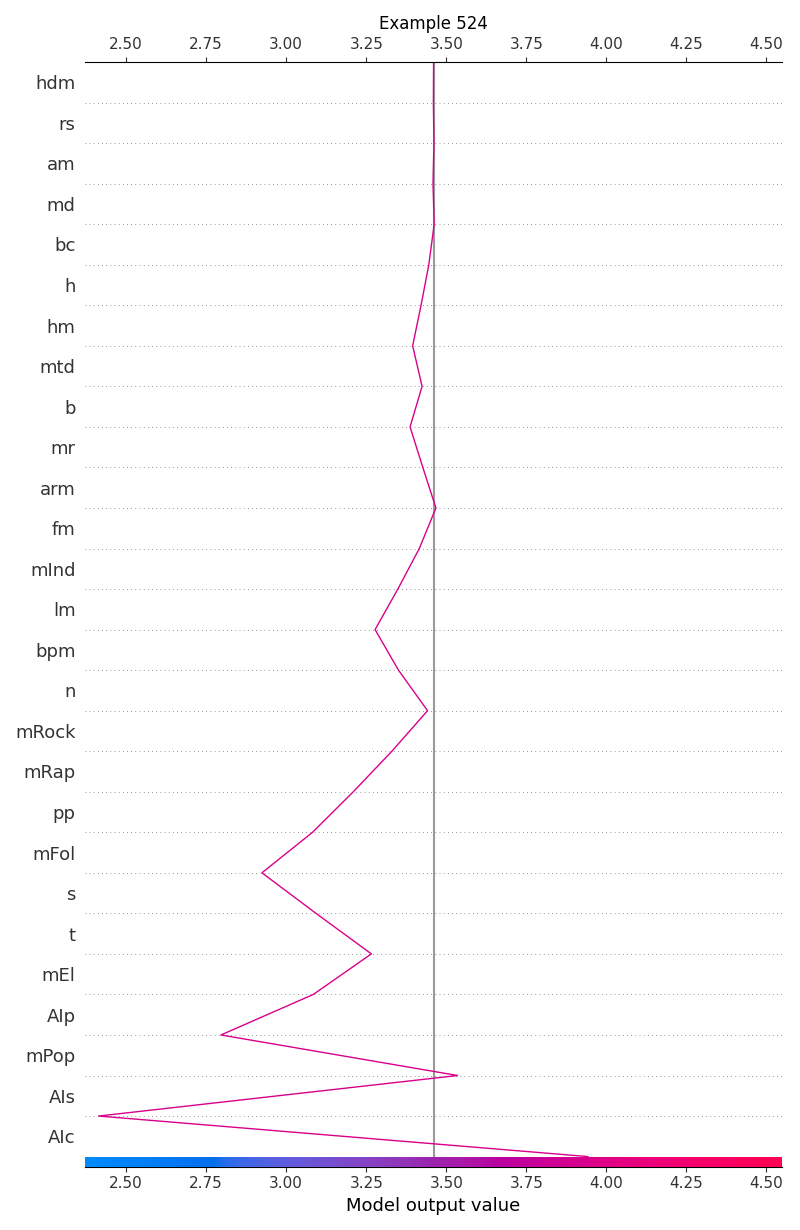 Example 524
2.50 2.75 3.00 3.25 3.50 3.75 4.00 4.25 4.50
hdm
rs
am
md
bc
h
hm
mtd
b
mr
arm
fm
mInd
lm
bpm
n
mRock
mRap
pp
mFol
s
t
mEl
AIp
mPop
AIs
AIc
2.50 2.75 3.00 3.25 3.50 3.75 4.00 4.25 4.50
Model output value